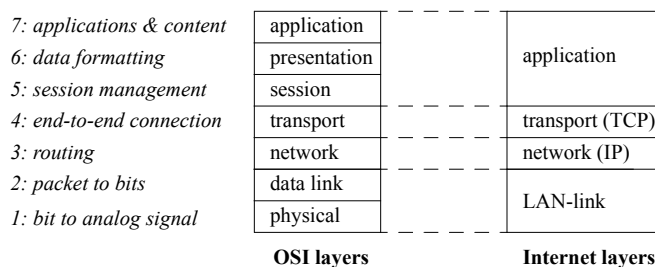 7: applications & content application
6: data formatting presentation application
5: session management session
4: end-to-end connection transport transport (TCP)
3: routing network network (IP)
2: packet to bits data link LAN-link
1: bit to analog signal physical
OSI layers Internet layers